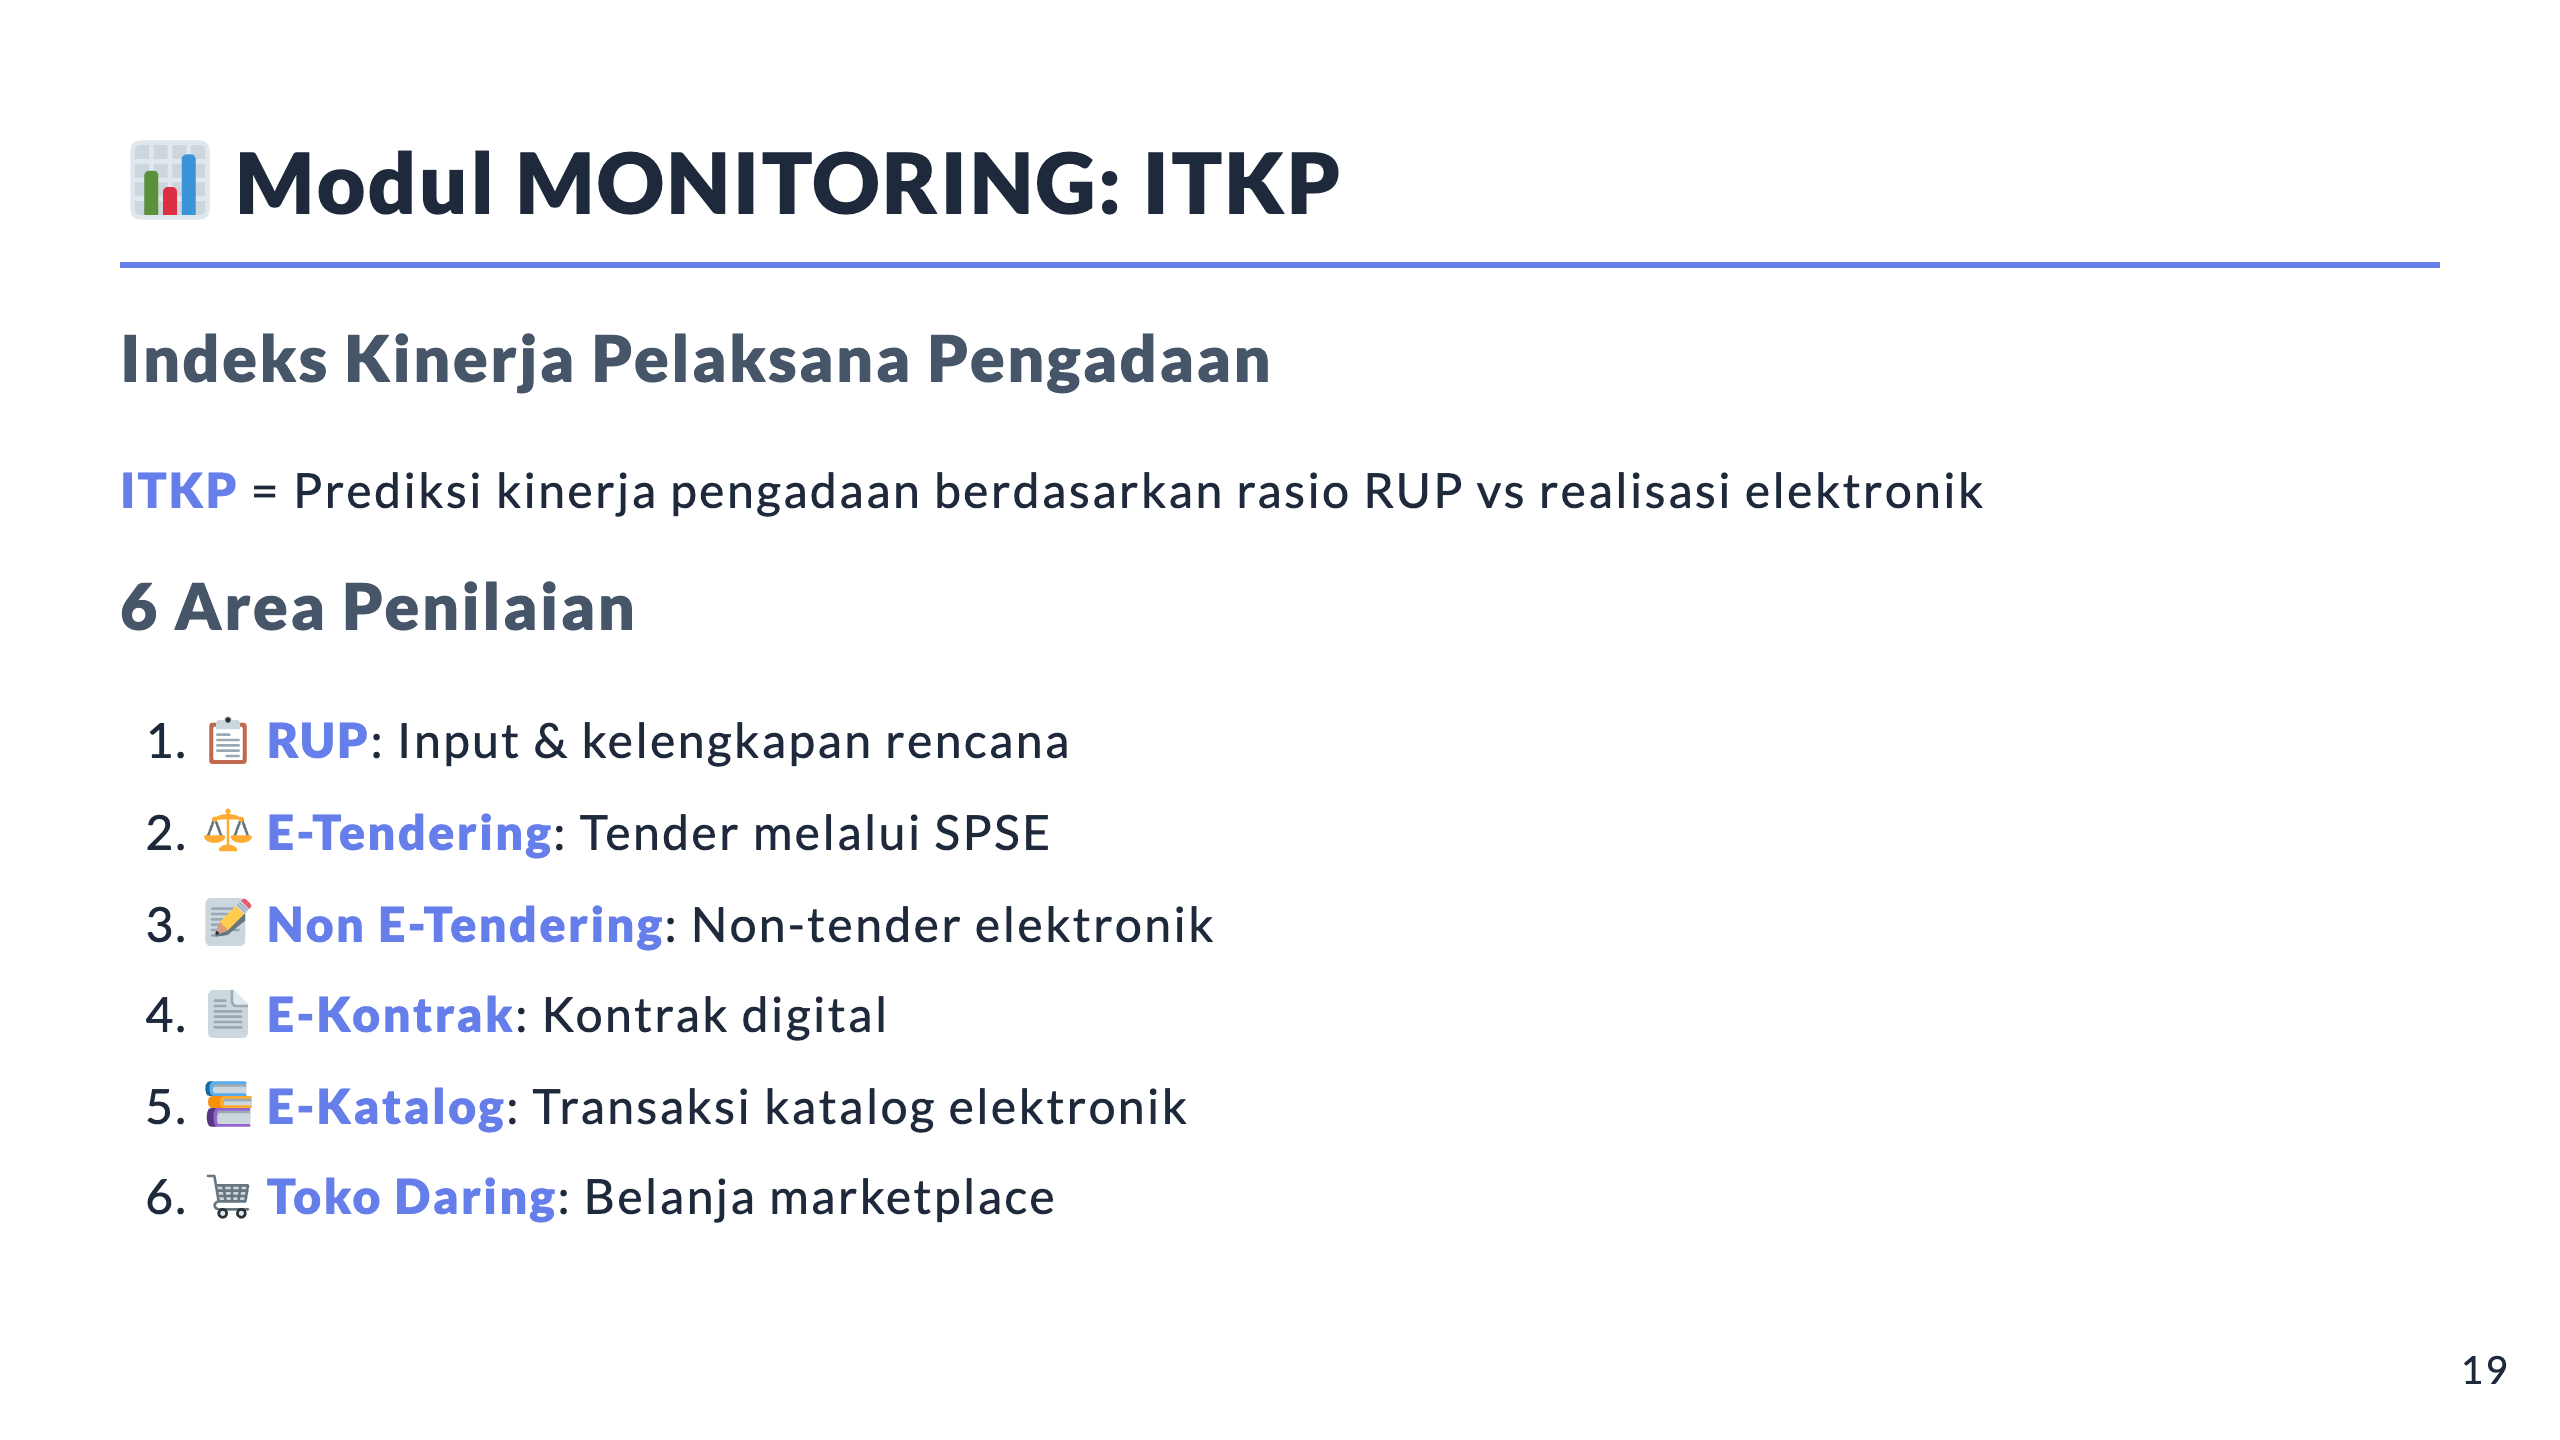 📊 Modul MONITORING: ITKP
Indeks Kinerja Pelaksana Pengadaan
ITKP = Prediksi kinerja pengadaan berdasarkan rasio RUP vs realisasi elektronik
6 Area Penilaian
1. 📋 RUP: Input & kelengkapan rencana
2. ⚖️ E-Tendering: Tender melalui SPSE
3. 📝 Non E-Tendering: Non-tender elektronik
4. 📄 E-Kontrak: Kontrak digital
5. 📚 E-Katalog: Transaksi katalog elektronik
6. 🛒 Toko Daring: Belanja marketplace
19